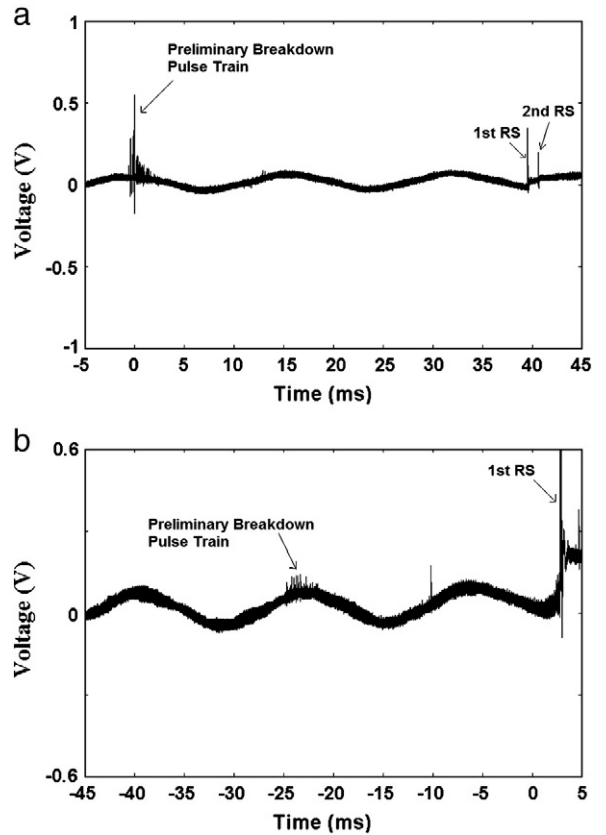 a
1
0.5
0
-0.5
-1
Voltage (V)
Preliminary Breakdown
Pulse Train
1st RS
2nd RS
-5 0 5 10 15 20 25 30 35 40 45
Time (ms)
b
0.6
0
-0.6
Voltage (V)
Preliminary Breakdown
Pulse Train
1st RS
-45 -40 -35 -30 -25 -20 -15 -10 -5 0 5
Time (ms)